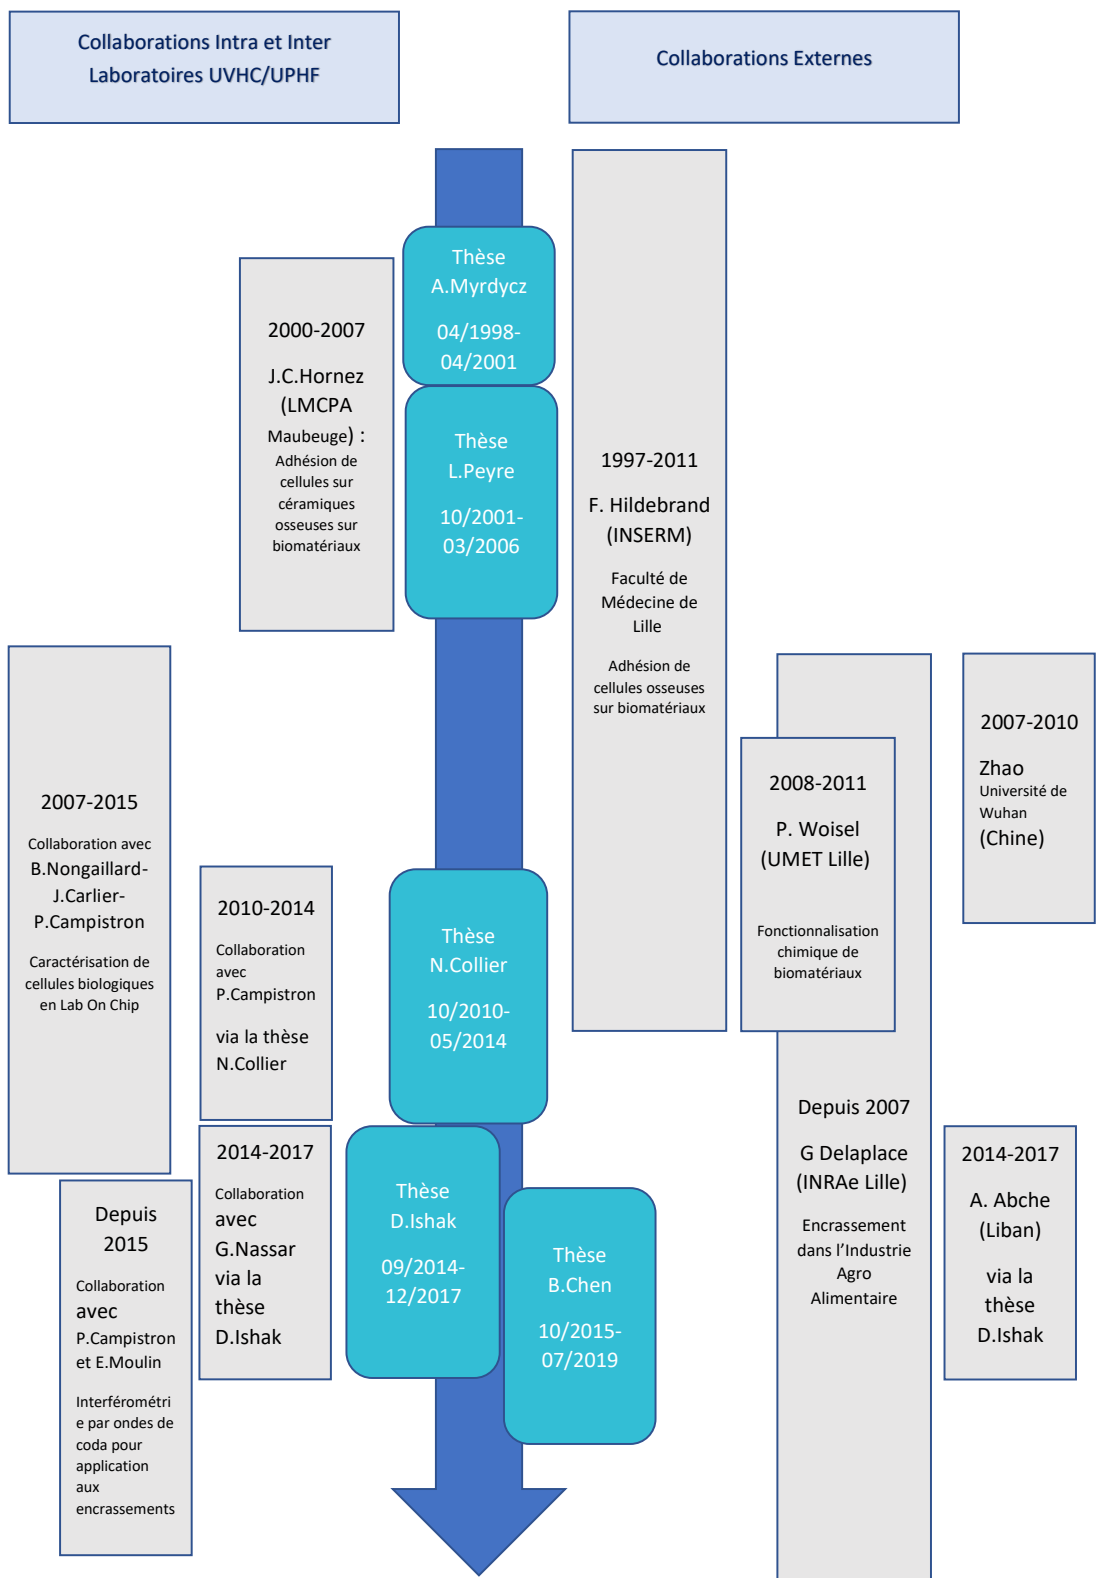 Collaborations Intra et Inter
Laboratoires UVHC/UPHF
Collaborations Externes
Thèse
A.Myrdycz
04/1998-
04/2001
2000-2007
J.C.Hornez
(LMCPA
Maubeuge) :
Adhésion de
cellules sur
céramiques
osseuses sur
biomatériaux
Thèse
L.Peyre
10/2001-
03/2006
1997-2011
F. Hildebrand
(INSERM)
Faculté de
Médecine de
Lille
Adhésion de
cellules osseuses
sur biomatériaux
2007-2010
Zhao
Université de
Wuhan
(Chine)
2008-2011
P. Woisel
(UMET Lille)
Fonctionnalisation
chimique de
biomatériaux
2007-2015
Collaboration avec
B.Nongaillard-
J.Carlier-
P.Campistron
Caractérisation de
cellules biologiques
en Lab On Chip
2010-2014
Collaboration
avec
P.Campistron
via la thèse
N.Collier
Thèse
N.Collier
10/2010-
05/2014
Depuis 2007
G Delaplace
(INRAe Lille)
Encrassement
dans l’Industrie
Agro
Alimentaire
2014-2017
A. Abche
(Liban)
via la
thèse
D.Ishak
2014-2017
Collaboration
avec
G.Nassar
via la
thèse
D.Ishak
Thèse
D.Ishak
09/2014-
12/2017
Thèse
B.Chen
10/2015-
07/2019
Depuis
2015
Collaboration
avec
P.Campistron
et E.Moulin
Interférométri
e par ondes de
coda pour
application
aux
encrassements